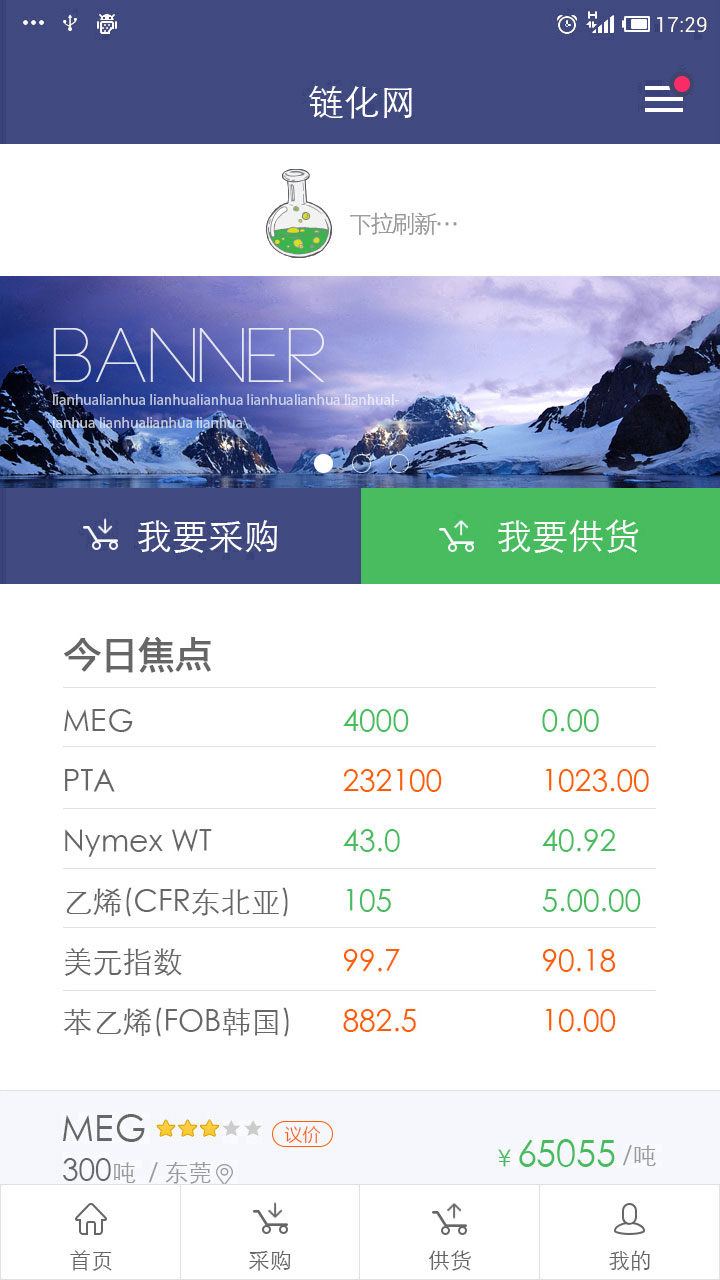 17:29
链化网
下拉刷新…
BANNER
lianhualianhua lianhualianhua lianhualianhua lianhual-
ianhua lianhualianhua lianhua\
我要采购 我要供货
今日焦点
MEG 4000 0.00
PTA 232100 1023.00
Nymex WT 43.0 40.92
乙烯(CFR东北亚) 105 5.00.00
美元指数 99.7 90.18
苯乙烯(FOB韩国) 882.5 10.00
MEG 议价
¥ 65055 /吨
300吨 / 东莞
首页 采购 供货 我的